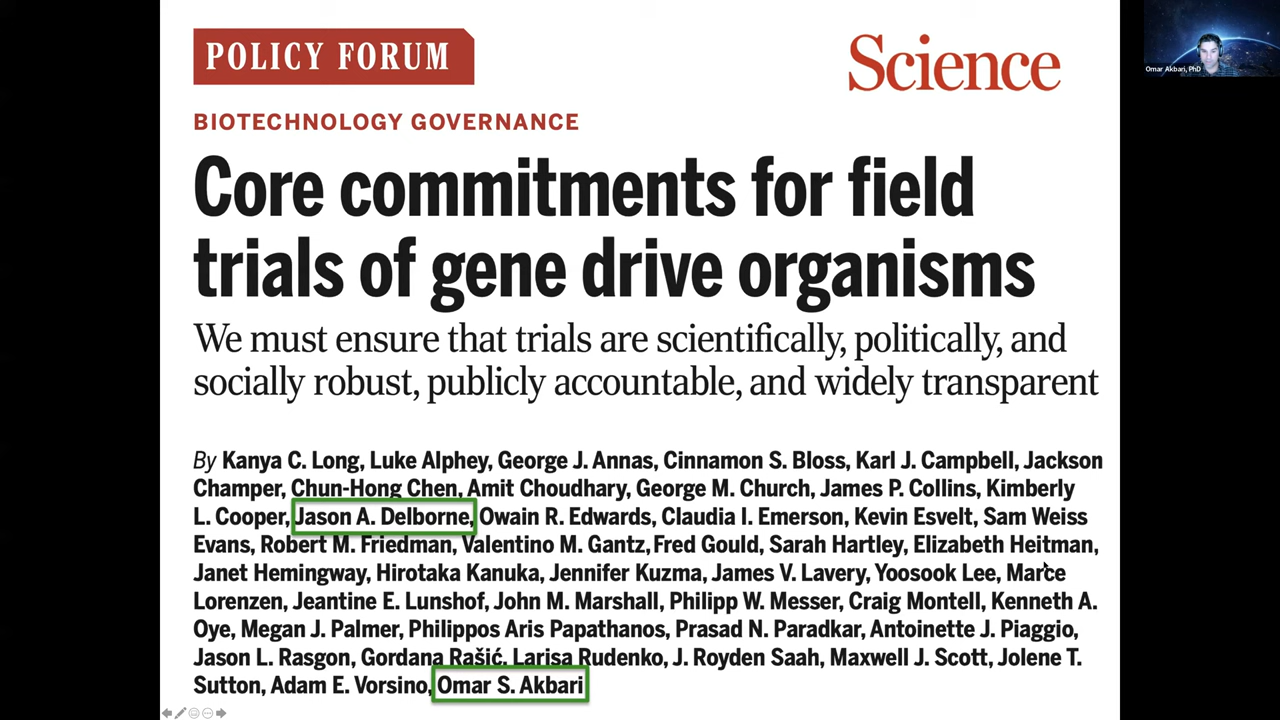 POLICY FORUM
Science
Omar Akbari, PhD
BIOTECHNOLOGY GOVERNANCE
Core commitments for field
trials of gene drive organisms
We must ensure that trials are scientifically, politically, and
socially robust, publicly accountable, and widely transparent
By Kanya C. Long, Luke Alphey, George J. Annas, Cinnamon S. Bloss, Karl J. Campbell, Jackson
Champer, Chun-Hong Chen, Amit Choudhary, George M. Church, James P. Collins, Kimberly
L. Cooper, Jason A. Delborne, Owain R. Edwards, Claudia I. Emerson, Kevin Esvelt, Sam Weiss
Evans, Robert M. Friedman, Valentino M. Gantz, Fred Gould, Sarah Hartley, Elizabeth Heitman,
Janet Hemingway, Hirotaka Kanuka, Jennifer Kuzma, James V. Lavery, Yoosook Lee, Marce
Lorenzen, Jeantine E. Lunshof, John M. Marshall, Philipp W. Messer, Craig Montell, Kenneth A.
Oye, Megan J. Palmer, Philippos Aris Papathanos, Prasad N. Paradkar, Antoinette J. Piaggio,
Jason L. Rasgon, Gordana Rašić, Larisa Rudenko, J. Royden Saah, Maxwell J. Scott, Jolene T.
Sutton, Adam E. Vorsino, Omar S. Akbari